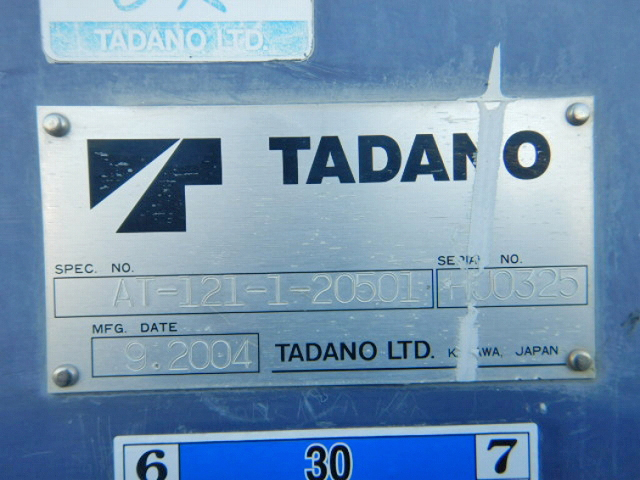 TADANO LTD.
TADANO
SPEC. NO. SERIAL NO.
AT-121-1-20501
MFG. DATE
9.2004 TADANO LTD. JAPAN
6 30 7